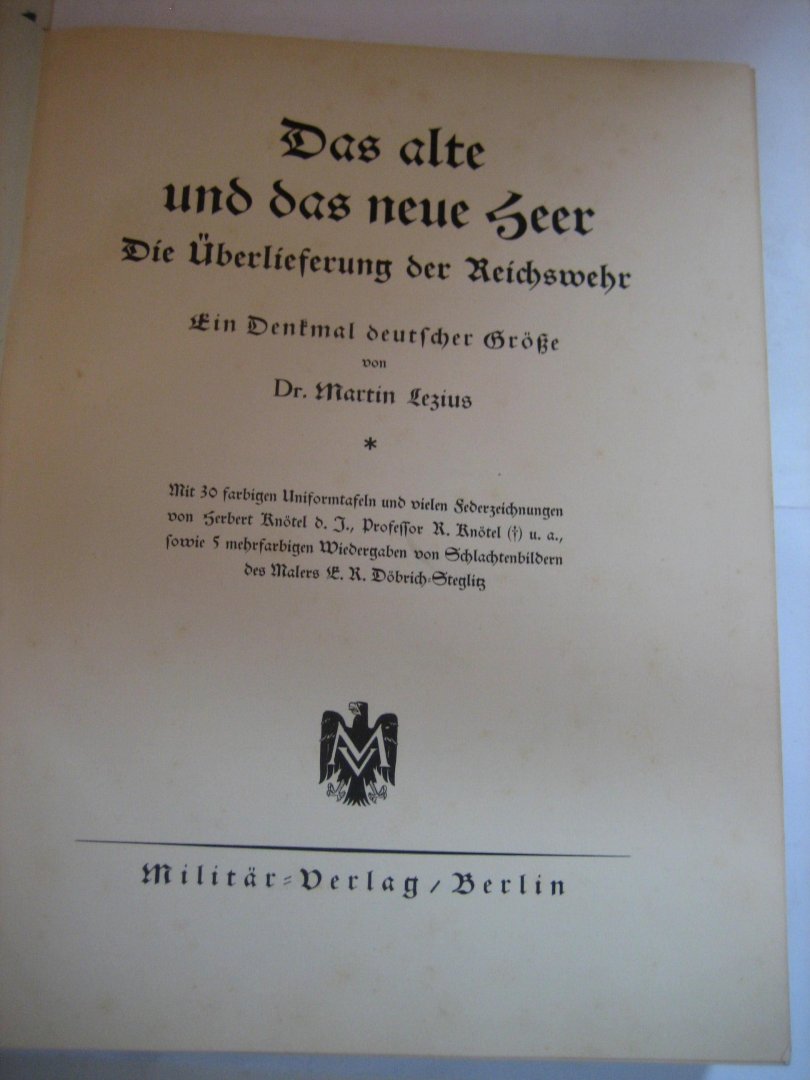 Das alte
und das neue Heer
Die Überlieferung der Reichswehr
Ein Denkmal deutscher Größe
von
Dr. Martin Lezius
*
Mit 30 farbigen Uniformtafeln und vielen Federzeichnungen
von Herbert Knötel d. J., Professor R. Knötel (†) u. a.,
sowie 5 mehrfarbigen Wiedergaben von Schlachtenbildern
des Malers E. R. Döbrich-Steglitz
MV
Militär-Verlag / Berlin